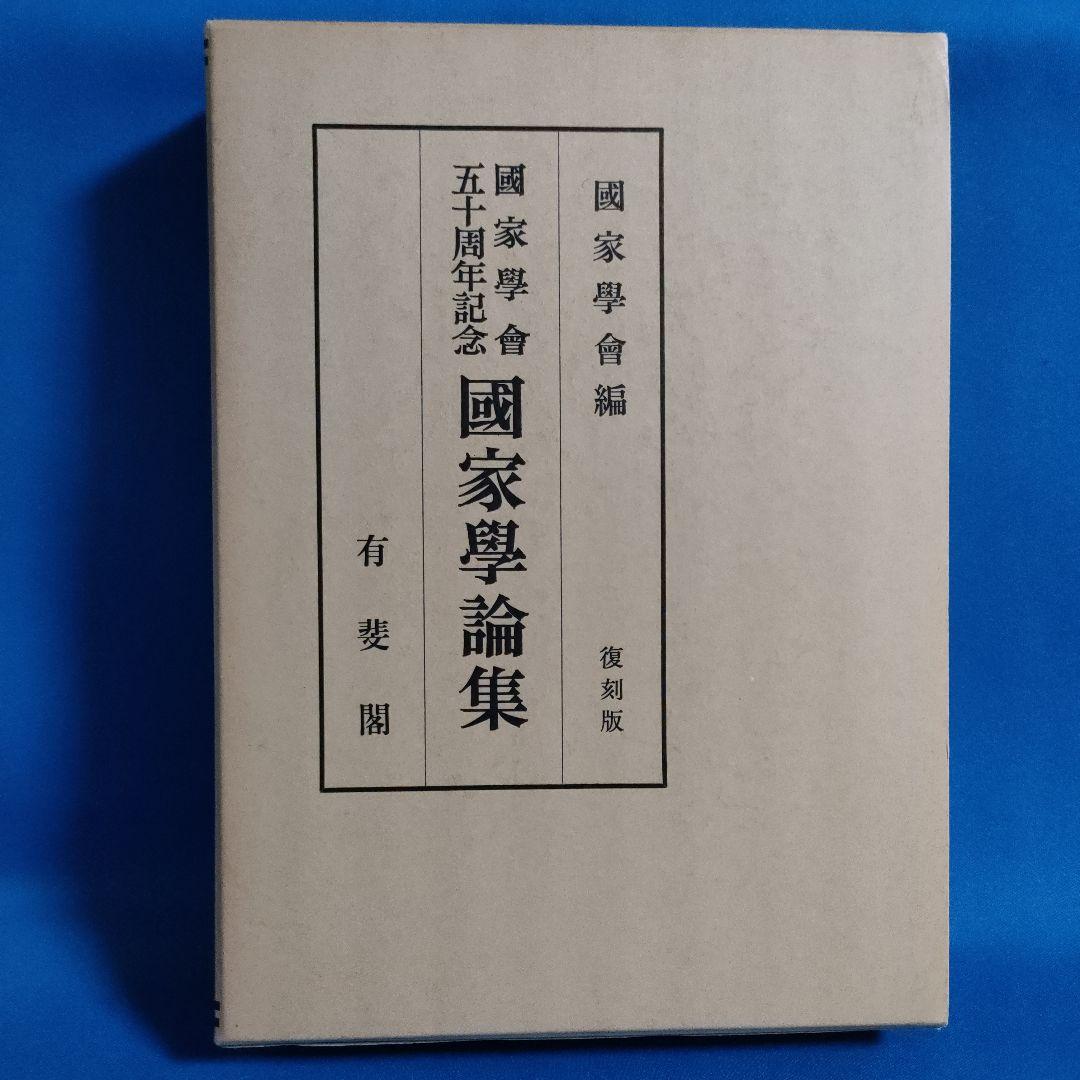 國家學會編
復刻版
國家學會
五十周年記念
國家學論集
有斐閣